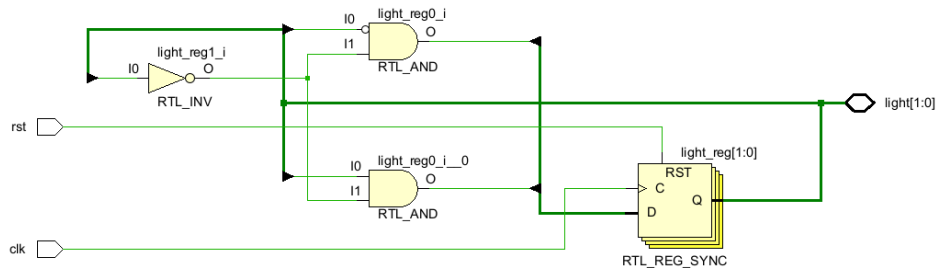 light_reg0_i
I0
O
I1
RTL_AND
light_reg1_i
I0
O
RTL_INV
light[1:0]
rst
light_reg0_i__0
I0
O
I1
RTL_AND
light_reg[1:0]
RST
C
Q
D
RTL_REG_SYNC
clk